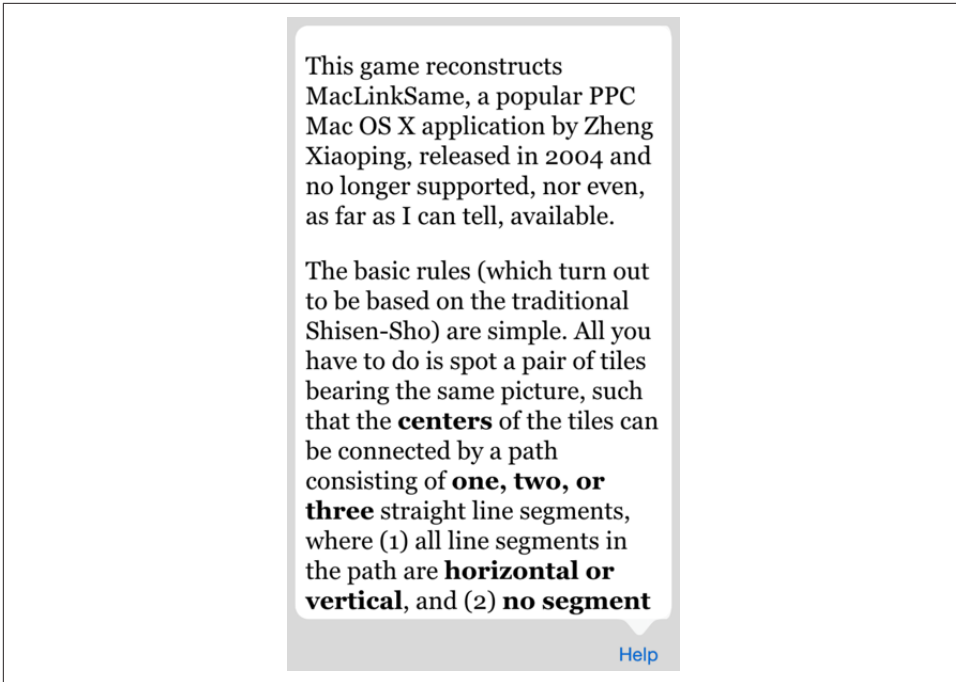 This game reconstructs
MacLinkSame, a popular PPC
Mac OS X application by Zheng
Xiaoping, released in 2004 and
no longer supported, nor even,
as far as I can tell, available.
The basic rules (which turn out
to be based on the traditional
Shisen-Sho) are simple. All you
have to do is spot a pair of tiles
bearing the same picture, such
that the centers of the tiles can
be connected by a path
consisting of one, two, or
three straight line segments,
where (1) all line segments in
the path are horizontal or
vertical, and (2) no segment
Help